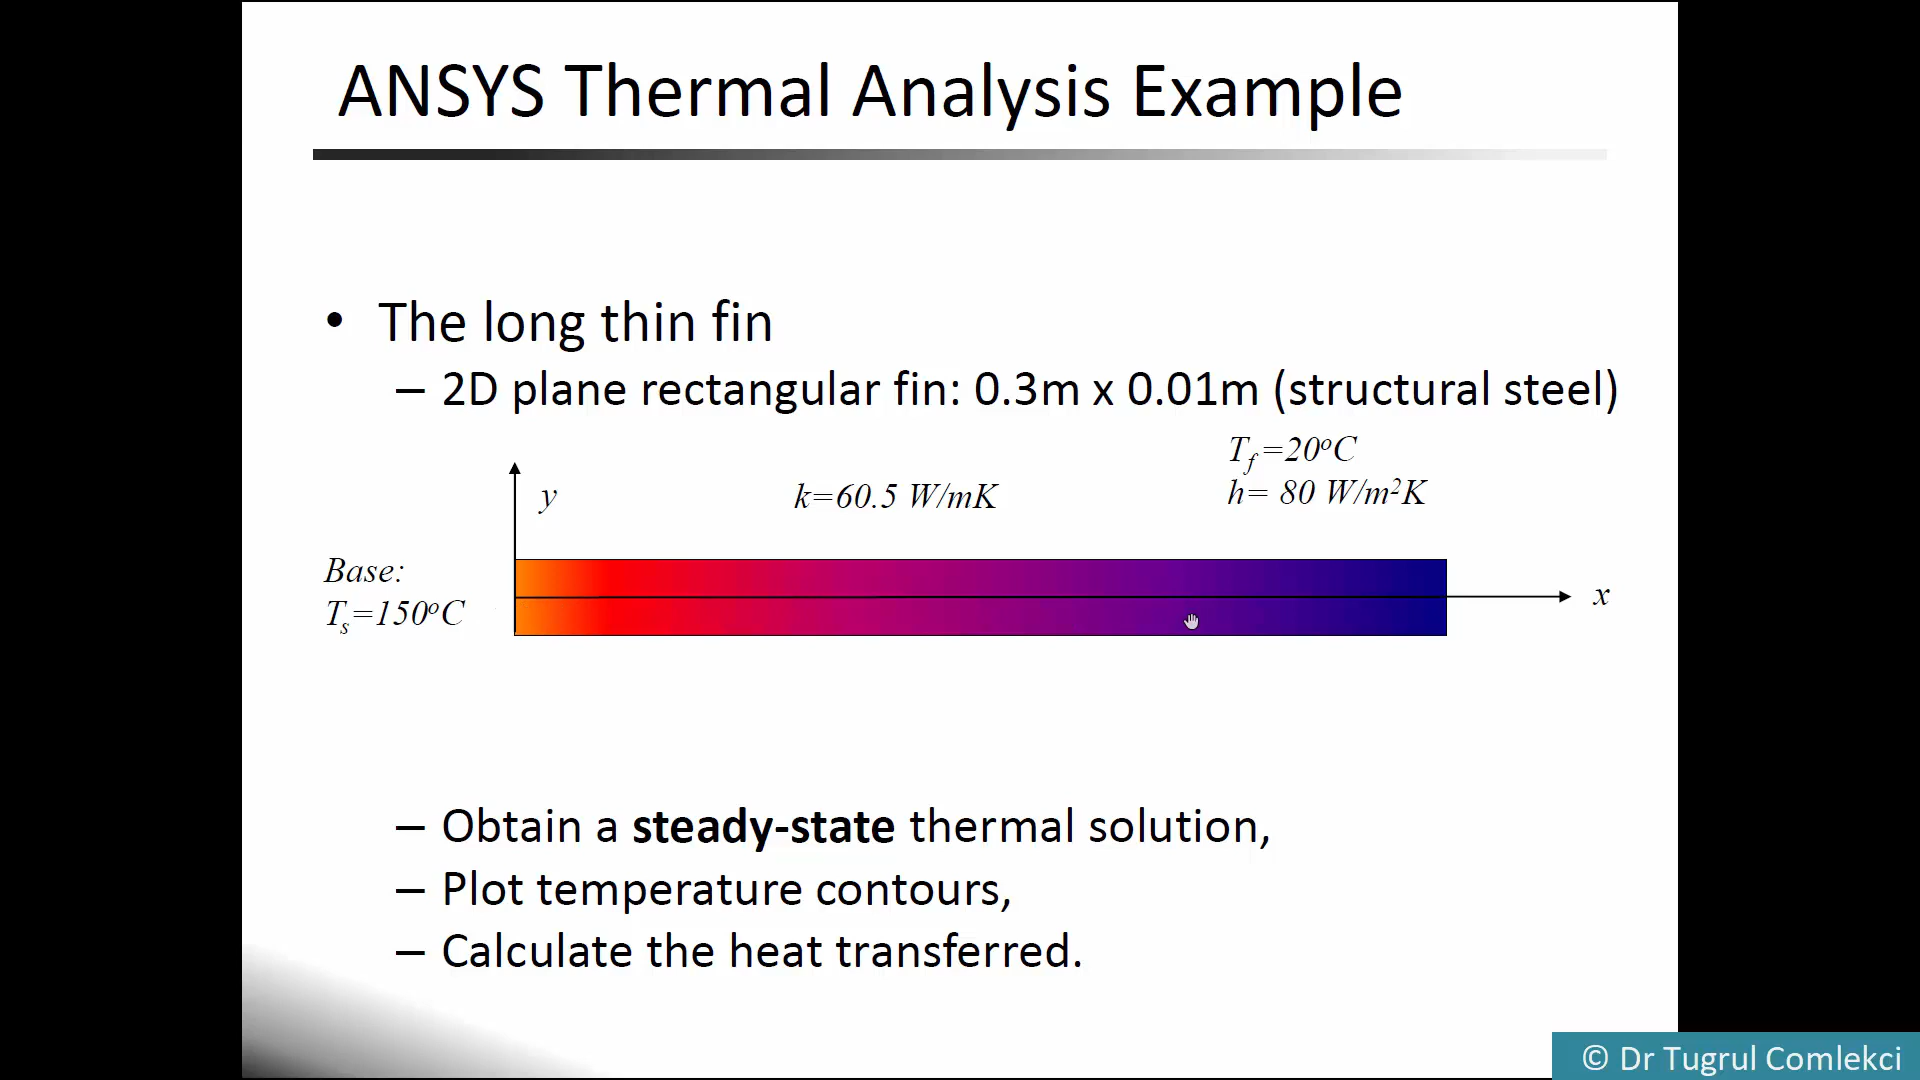 ANSYS Thermal Analysis Example
• The long thin fin
– 2D plane rectangular fin: 0.3m x 0.01m (structural steel)
T_f=20°C
y
k=60.5 W/mK
h= 80 W/m²K
Base:
T_s=150°C
x
– Obtain a steady-state thermal solution,
– Plot temperature contours,
– Calculate the heat transferred.
© Dr Tugrul Comlekci